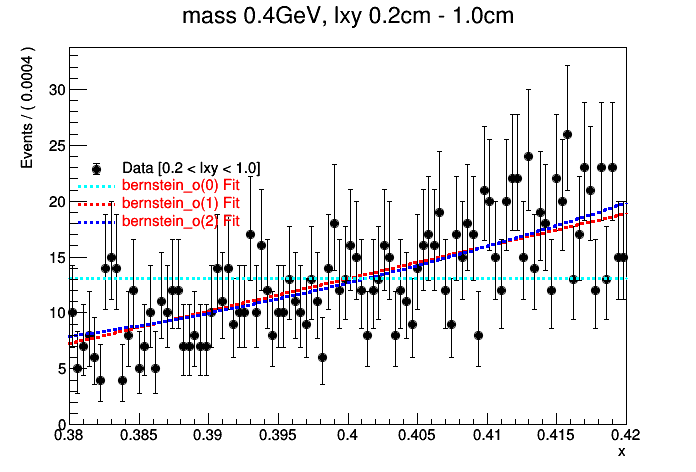 mass 0.4GeV, lxy 0.2cm - 1.0cm
Events / ( 0.0004 )
30
25
20
15
10
5
0
Data [0.2 < lxy < 1.0]
bernstein_o(0) Fit
bernstein_o(1) Fit
bernstein_o(2) Fit
0.38 0.385 0.39 0.395 0.4 0.405 0.41 0.415 0.42
x